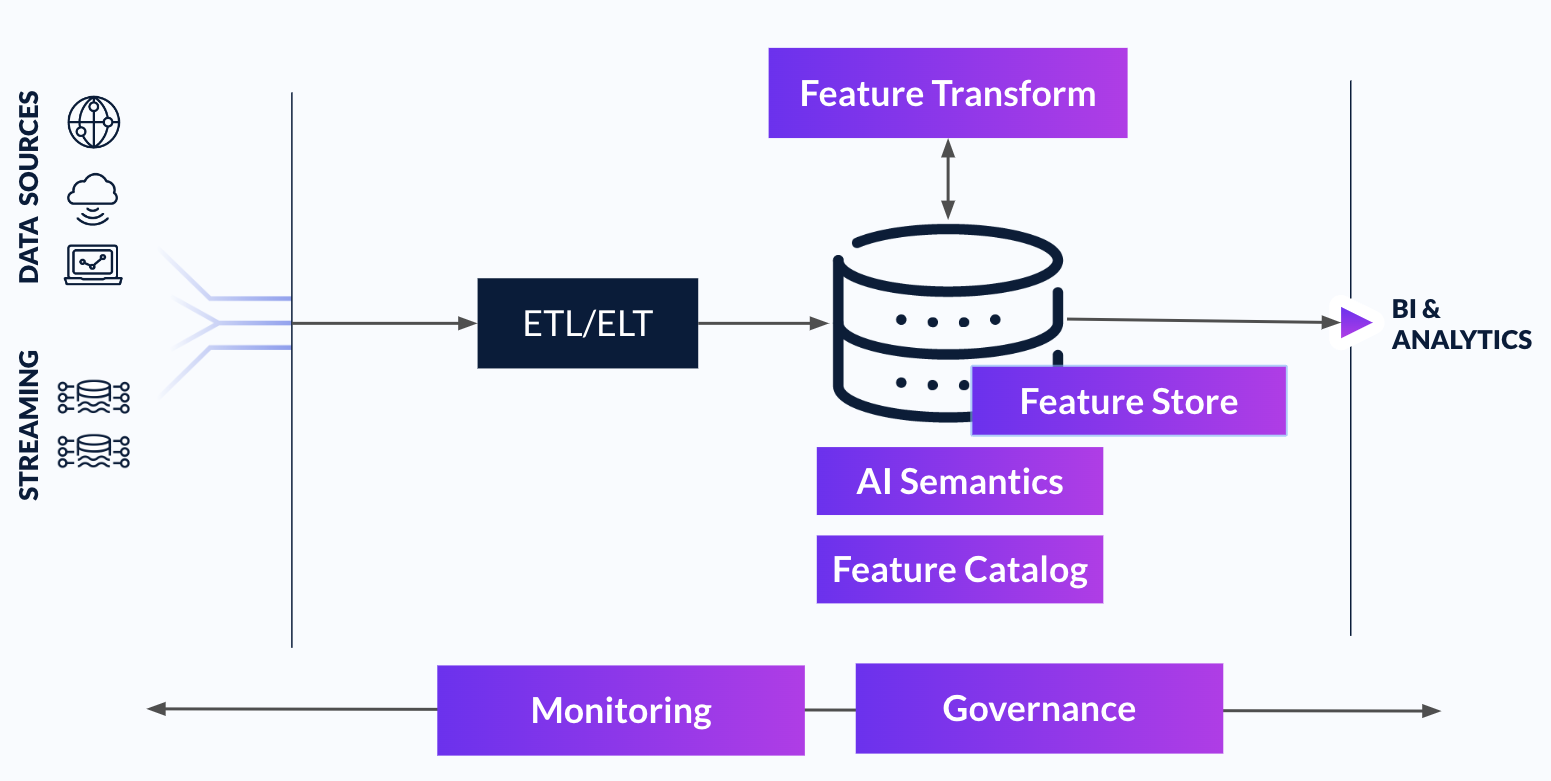 DATA SOURCES
STREAMING
ETL/ELT
Feature Transform
Feature Store
AI Semantics
Feature Catalog
BI &
ANALYTICS
Monitoring
Governance